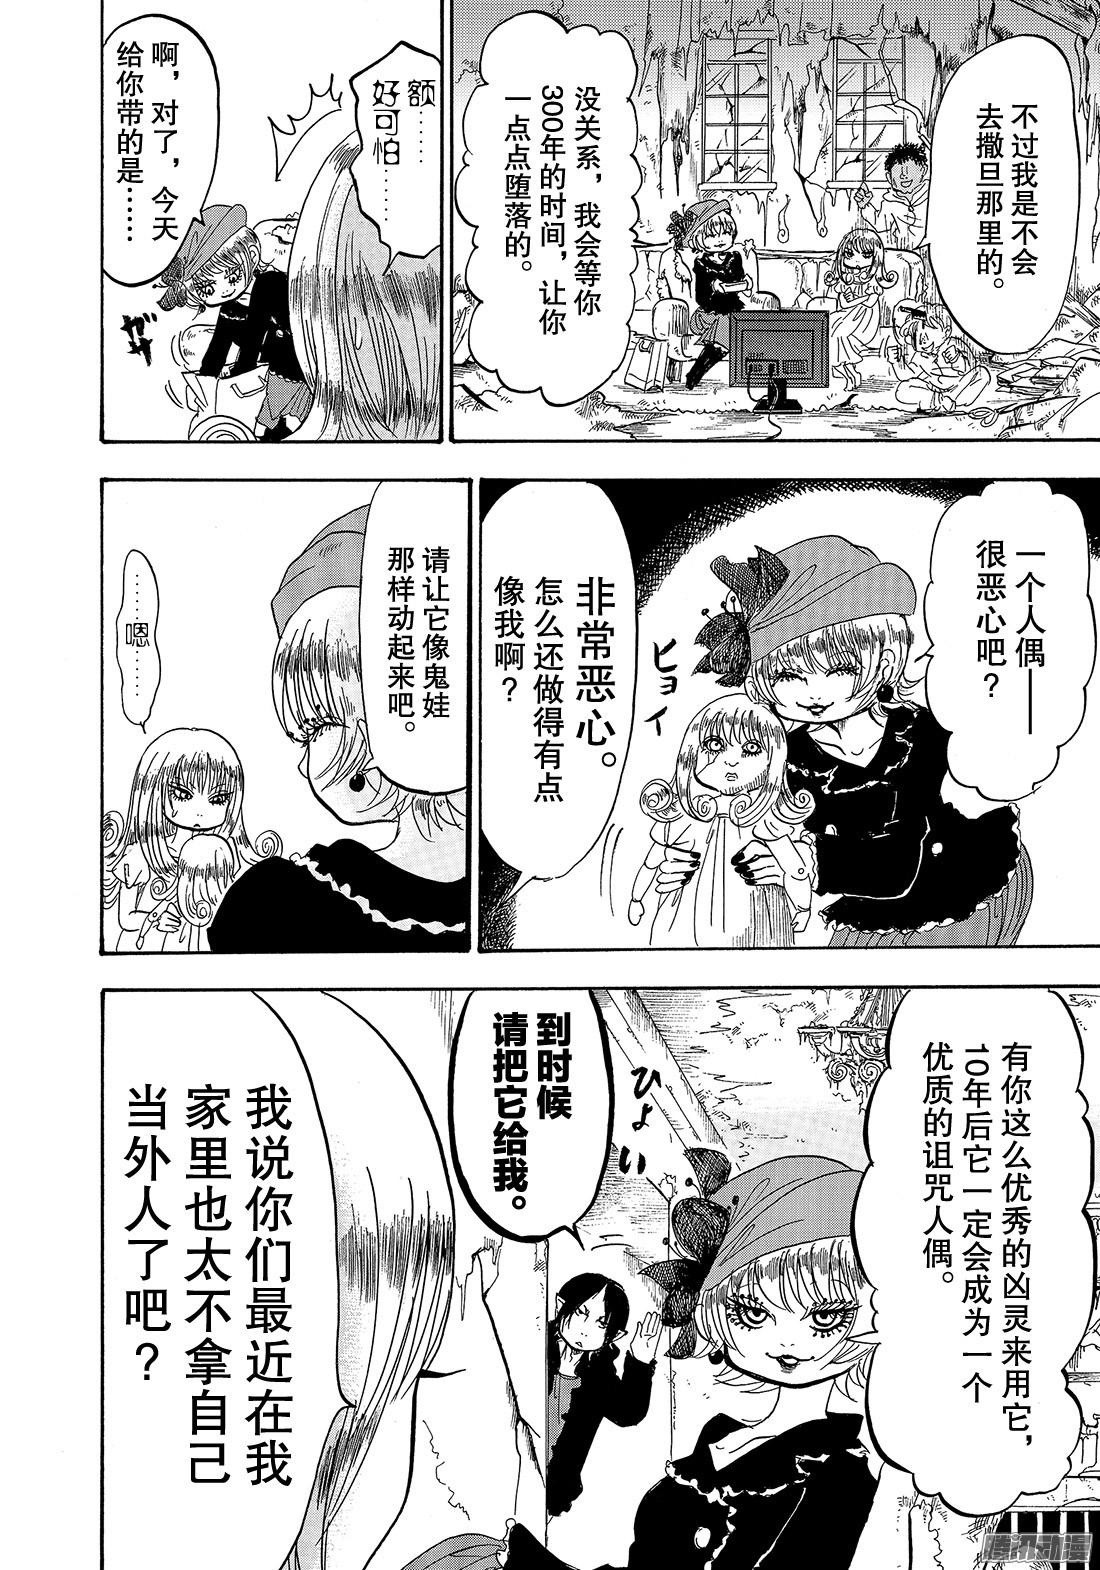 不过我是不会
去撒旦那里的。
没关系，我会等你
300年的时间，让你
一点点堕落的。
额……
好可怕
啊，对了，今天
给你带的是……
ガサ
一个人偶——
很恶心吧？
ヒョイ
非常恶心。
怎么还做得有点
像我啊？
请让它像鬼娃
那样动起来吧。
……嗯……
有你这么优秀的凶灵来用它，
10年后它一定会成为一个
优质的诅咒人偶。
ひょい
到时候
请把它给我。
我说你们最近在我
家里也太不拿自己
当外人了吧？
腾讯动漫